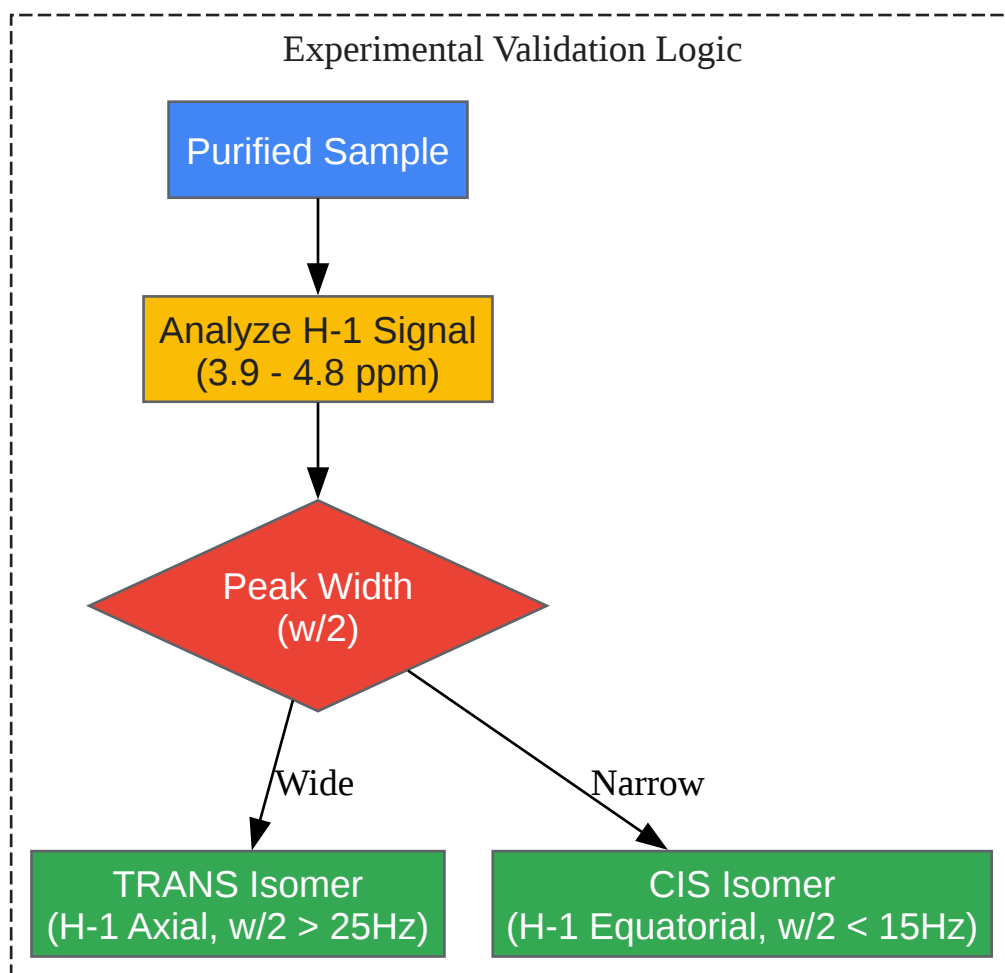 Experimental Validation Logic
Purified Sample
Analyze H-1 Signal
(3.9 - 4.8 ppm)
Peak Width
(w/2)
Wide
Narrow
TRANS Isomer
(H-1 Axial, w/2 > 25Hz)
CIS Isomer
(H-1 Equatorial, w/2 < 15Hz)